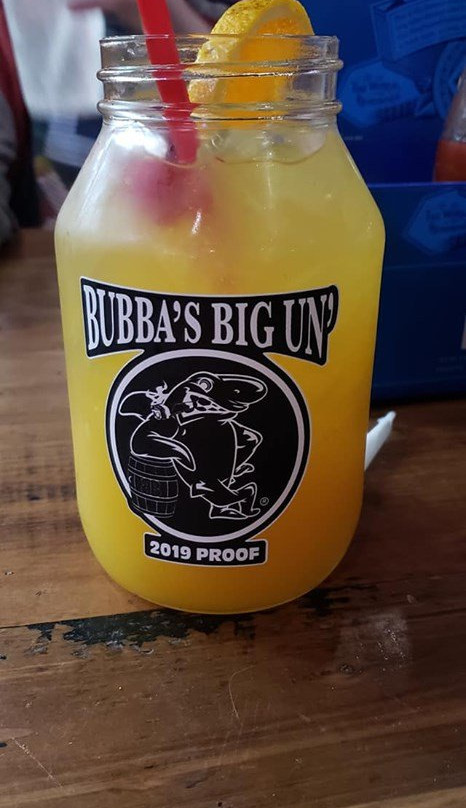 BUBBA'S BIG UN'
®
2019 PROOF